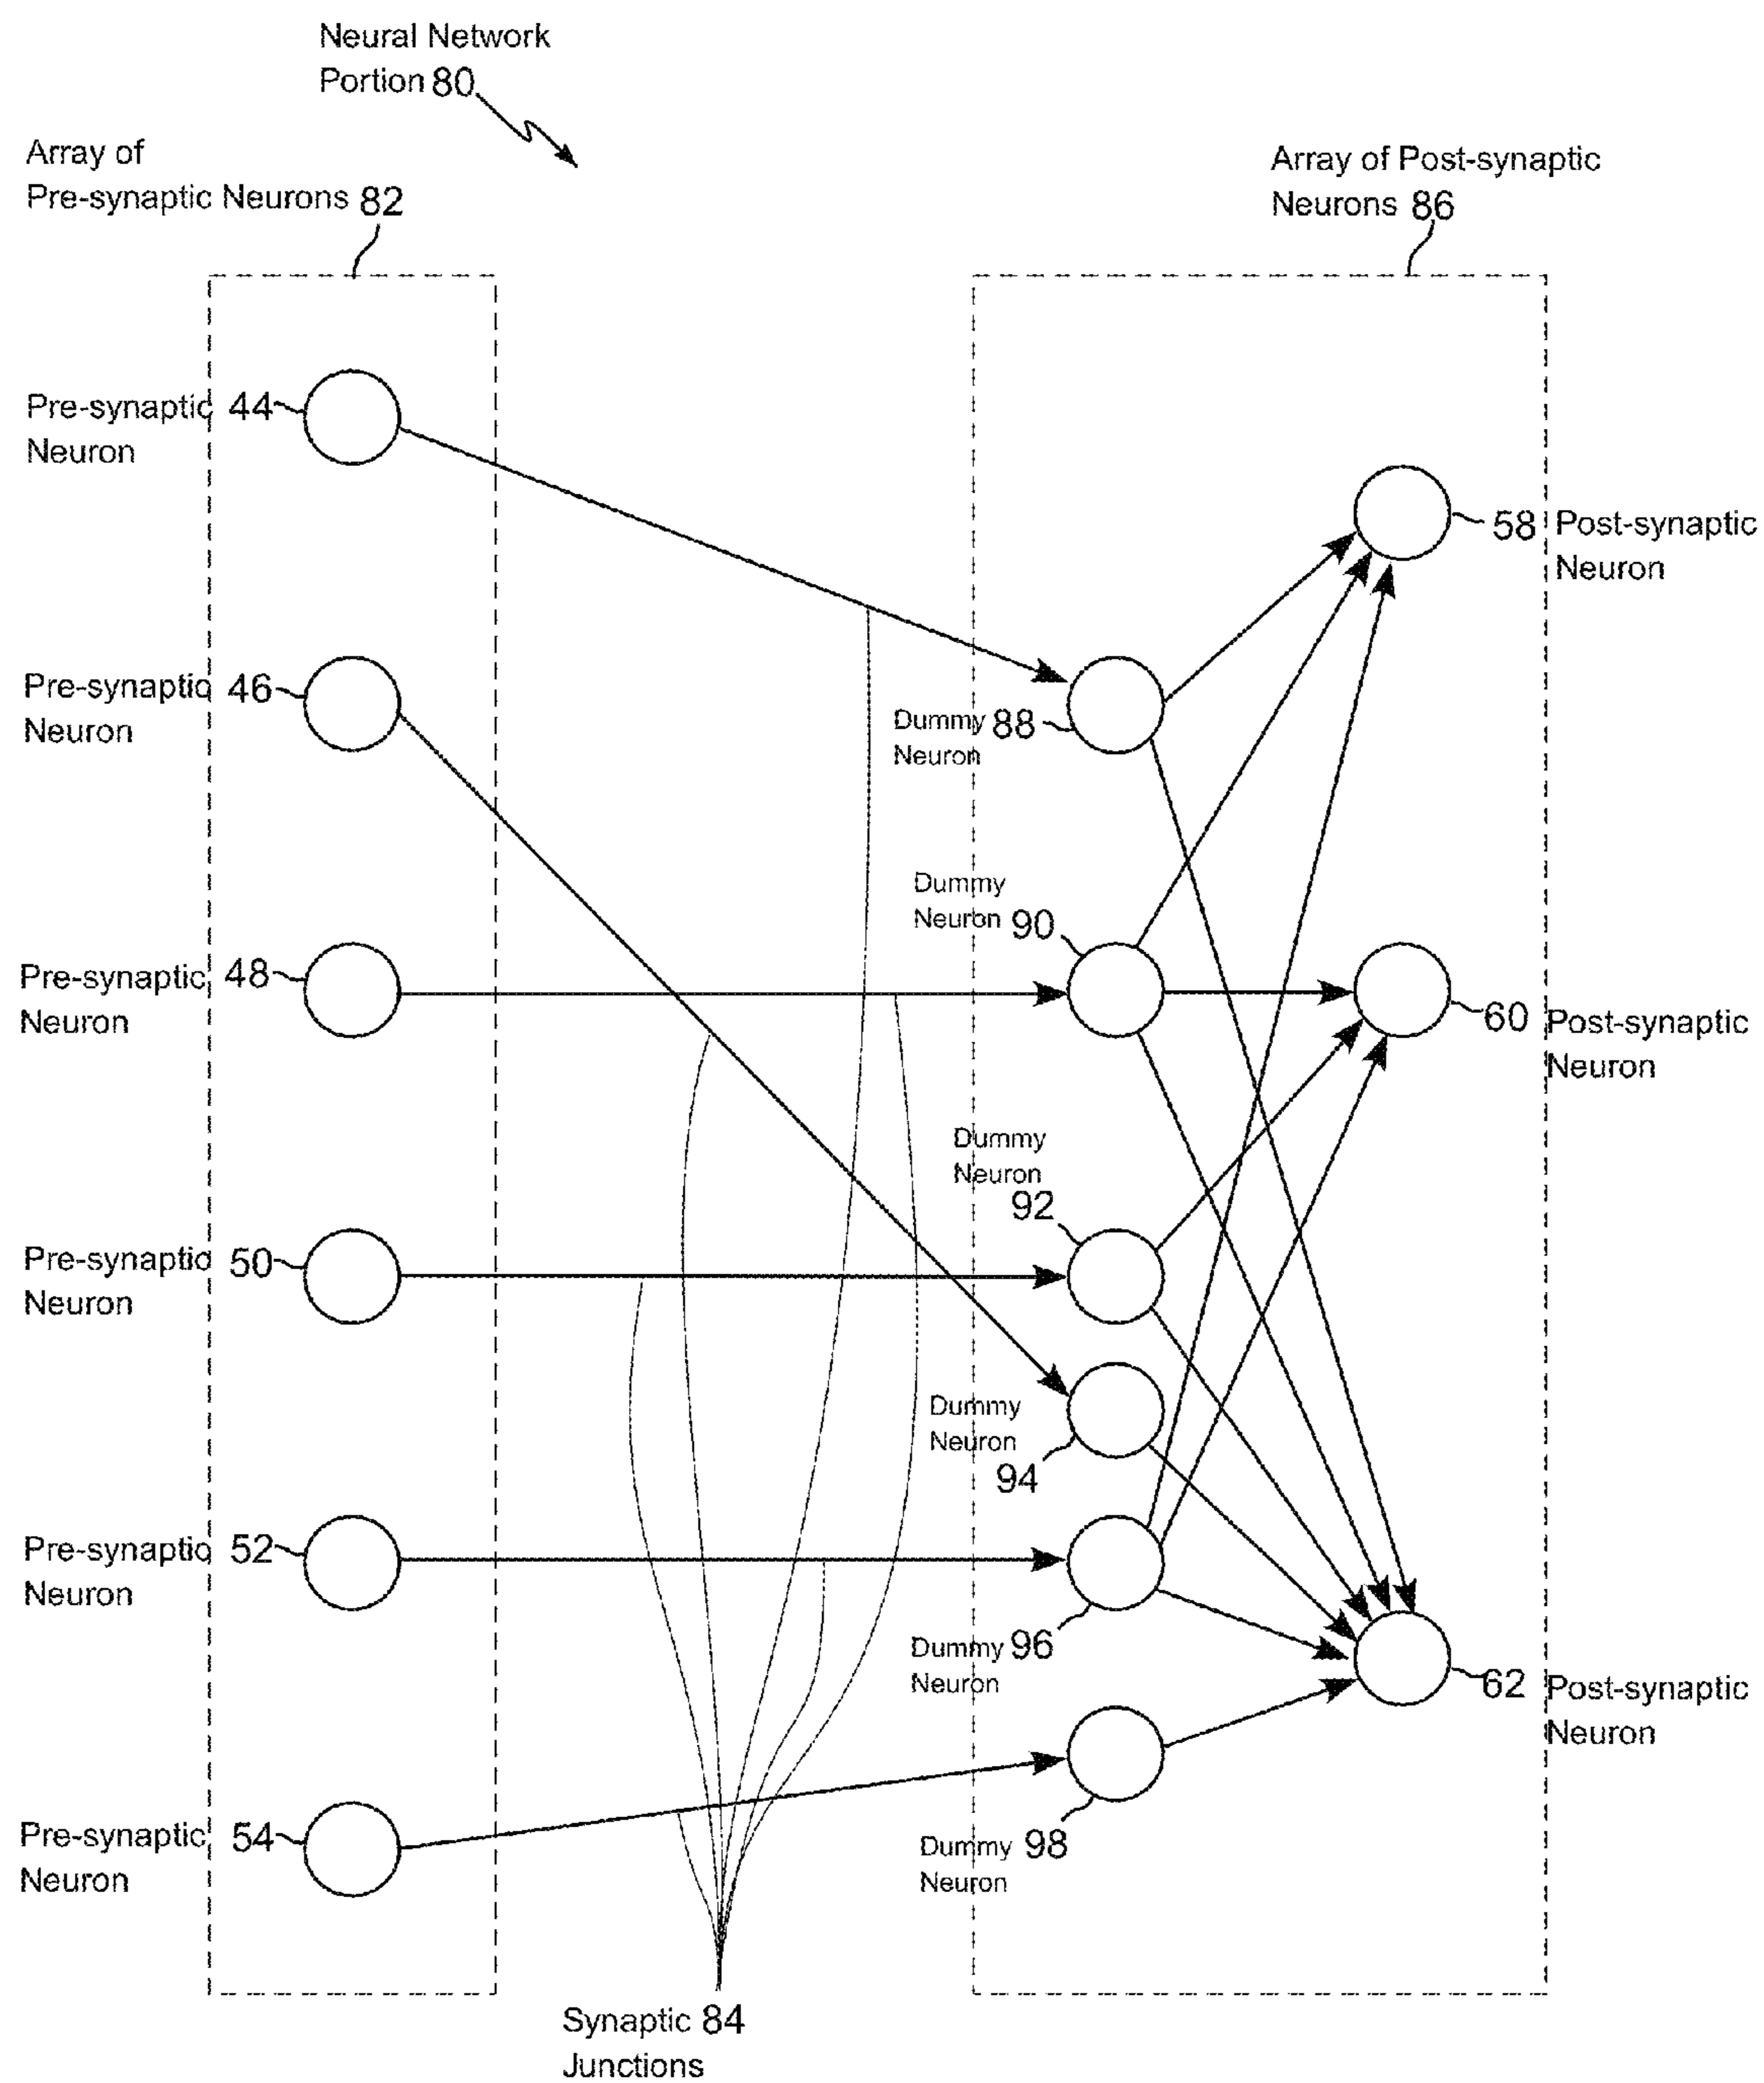 Neural Network
Portion 80
Array of
Pre-synaptic Neurons 82
Array of Post-synaptic
Neurons 86
Pre-synaptic 44
Neuron
58 Post-synaptic
Neuron
Pre-synaptic 46
Neuron
Dummy 88
Neuron
Dummy
Neuron 90
Pre-synaptic 48
Neuron
60 Post-synaptic
Neuron
Dummy
Neuron
92
Pre-synaptic 50
Neuron
Dummy
Neuron
94
Pre-synaptic 52
Neuron
Dummy 96
Neuron
62 Post-synaptic
Neuron
Pre-synaptic 54
Neuron
Dummy 98
Neuron
Synaptic 84
Junctions